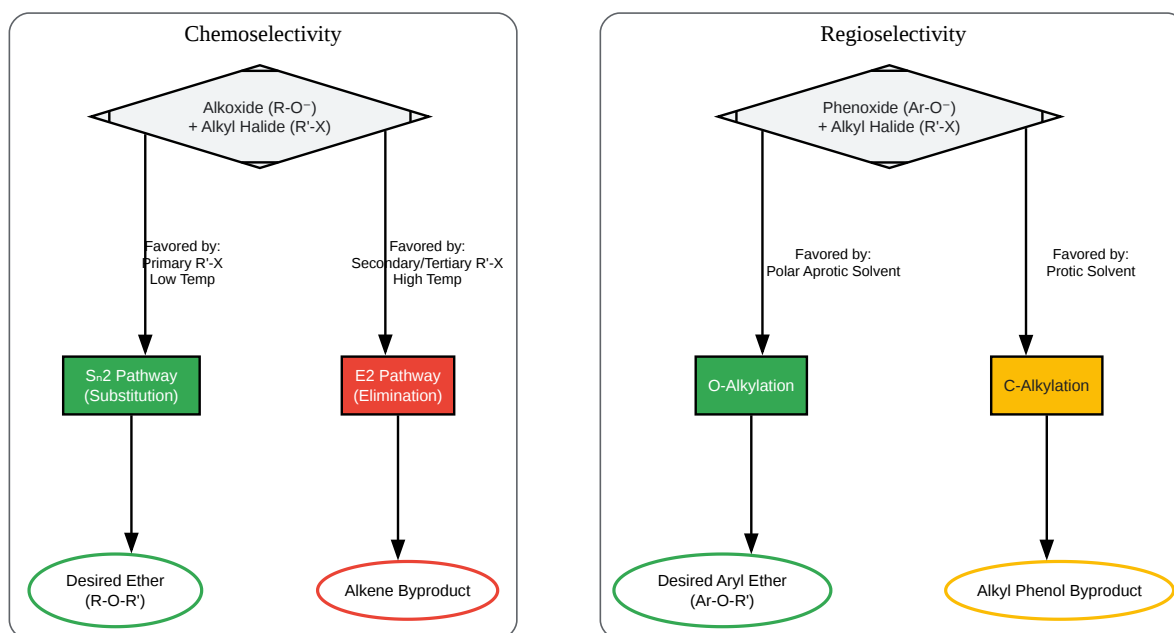 Chemoselectivity
Alkoxide (R-O⁻)
+ Alkyl Halide (R'-X)
Favored by:
Primary R'-X
Low Temp
Favored by:
Secondary/Tertiary R'-X
High Temp
Sₙ2 Pathway
(Substitution)
E2 Pathway
(Elimination)
Desired Ether
(R-O-R')
Alkene Byproduct
Regioselectivity
Phenoxide (Ar-O⁻)
+ Alkyl Halide (R'-X)
Favored by:
Polar Aprotic Solvent
Favored by:
Protic Solvent
O-Alkylation
C-Alkylation
Desired Aryl Ether
(Ar-O-R')
Alkyl Phenol Byproduct